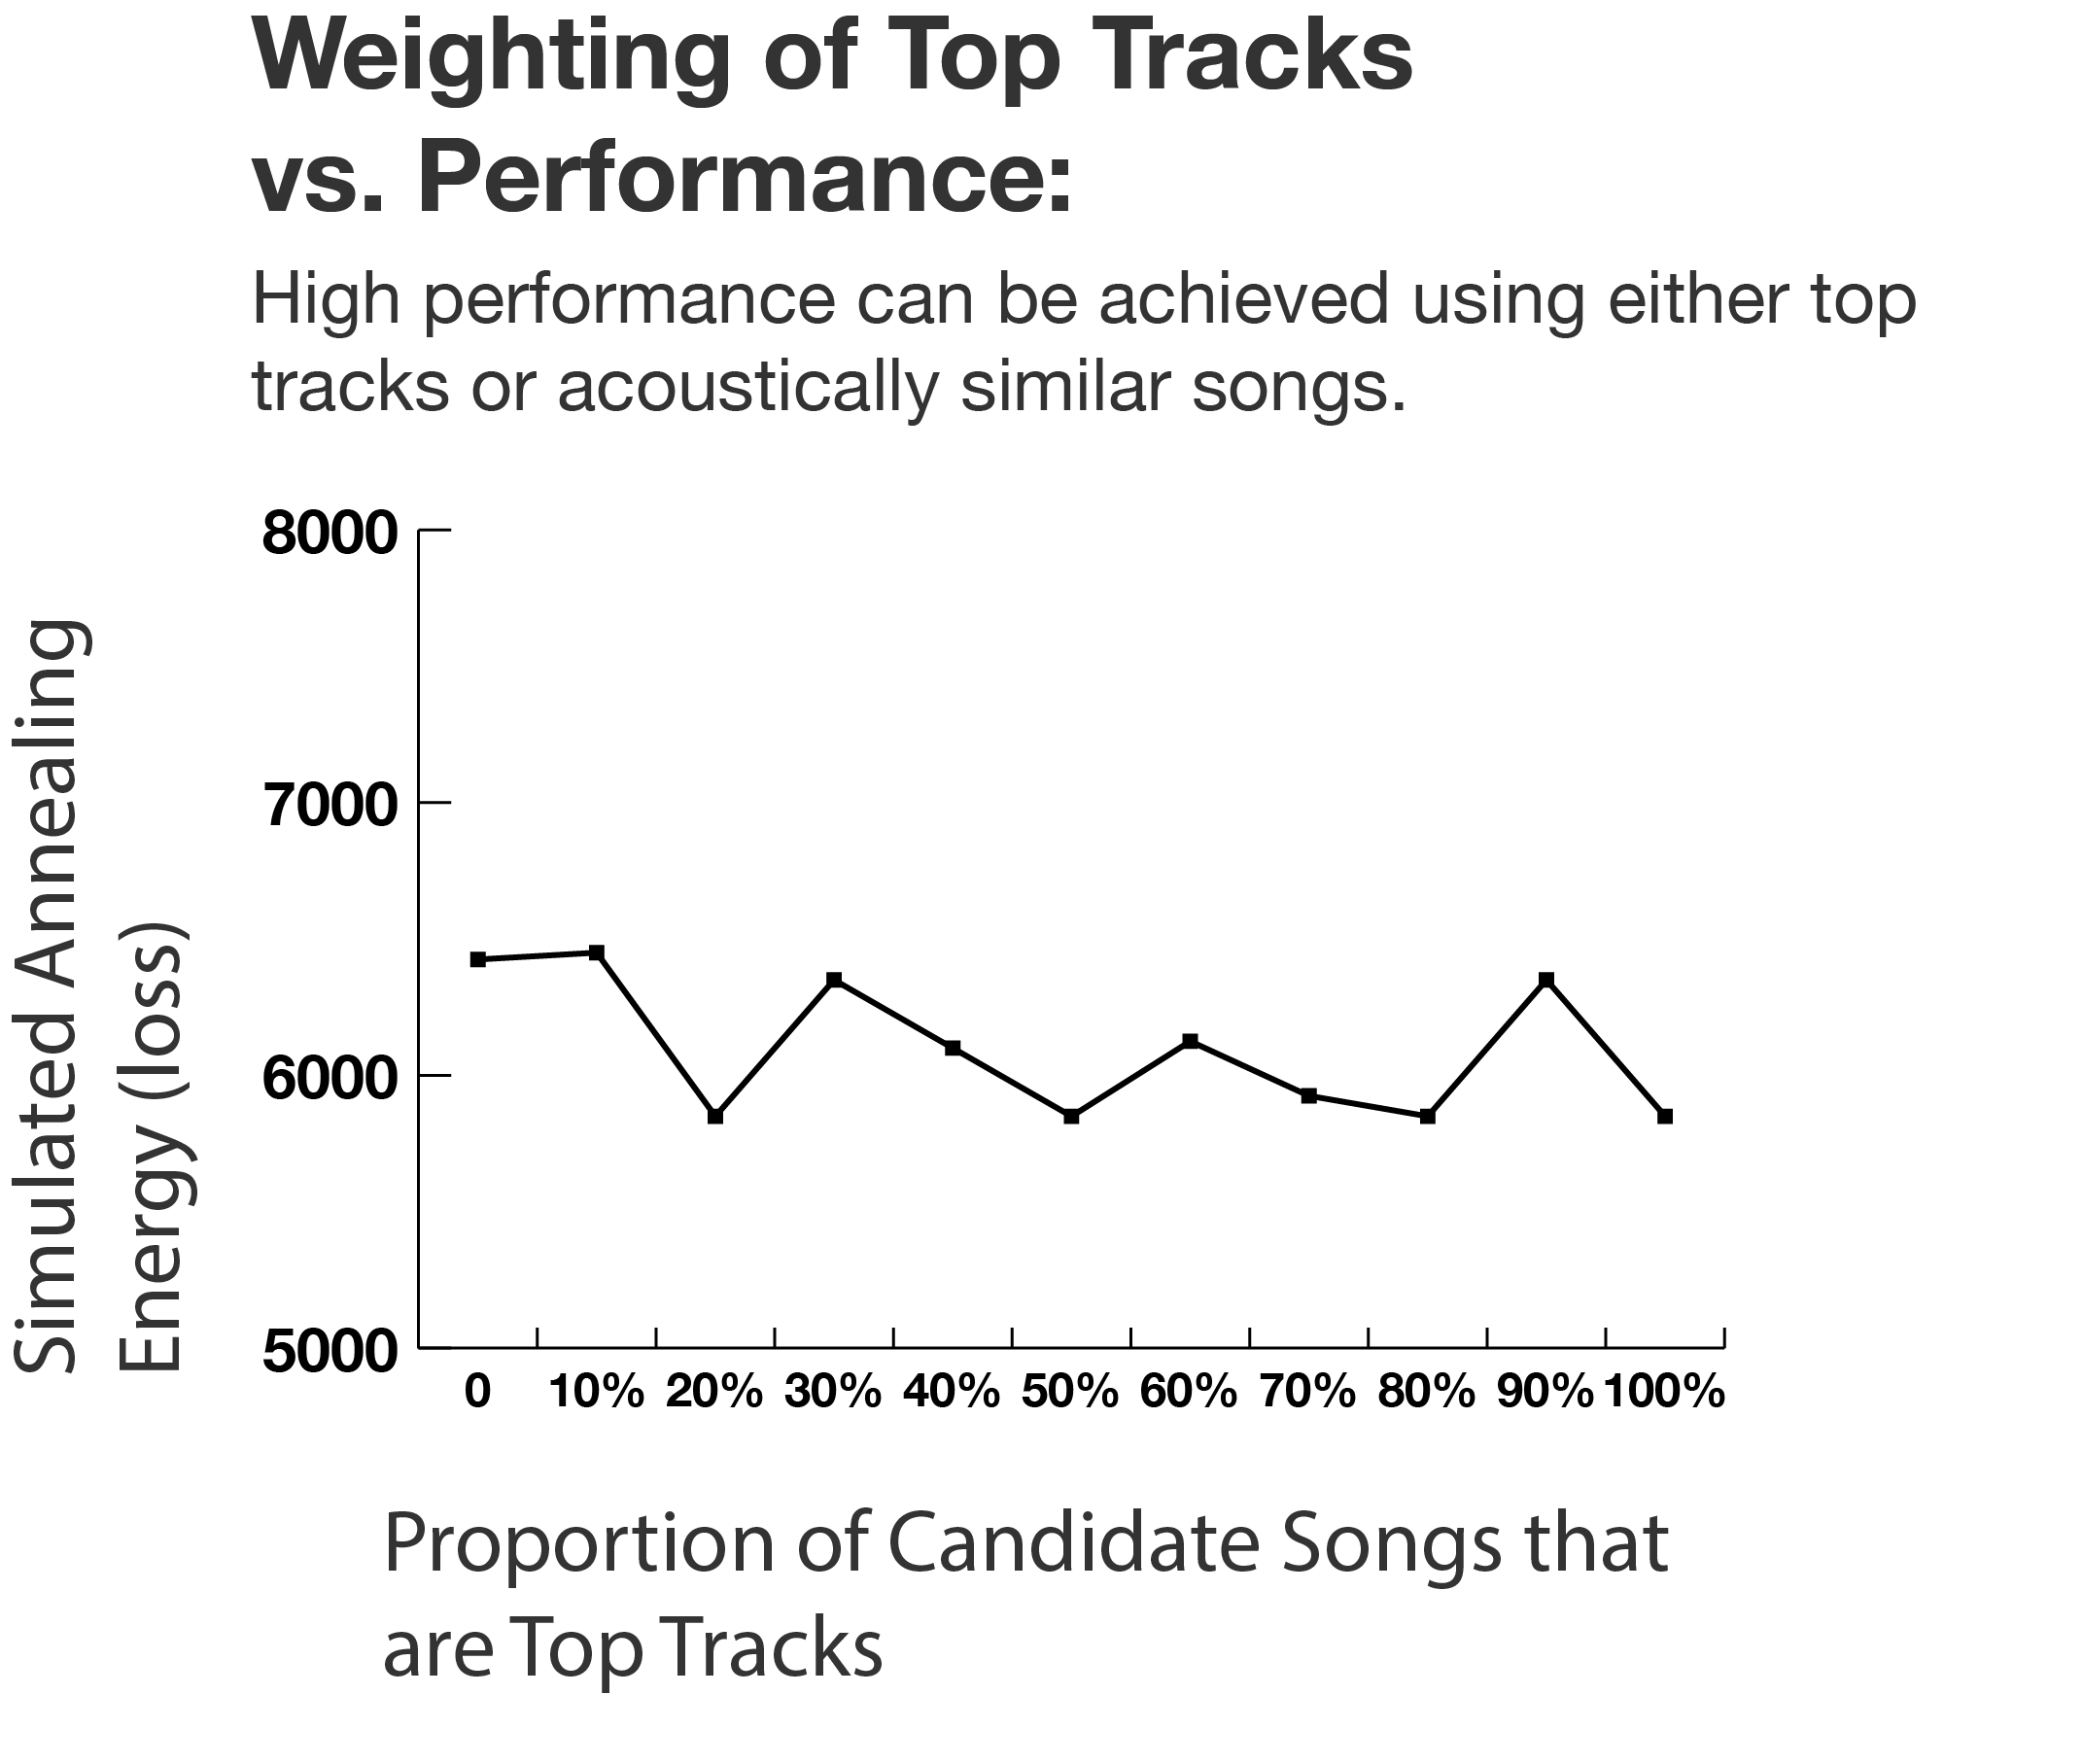 Weighting of Top Tracks
vs. Performance:
High performance can be achieved using either top
tracks or acoustically similar songs.
Simulated Annealing
Energy (loss)
8000
7000
6000
5000
0 10% 20% 30% 40% 50% 60% 70% 80% 90% 100%
Proportion of Candidate Songs that
are Top Tracks